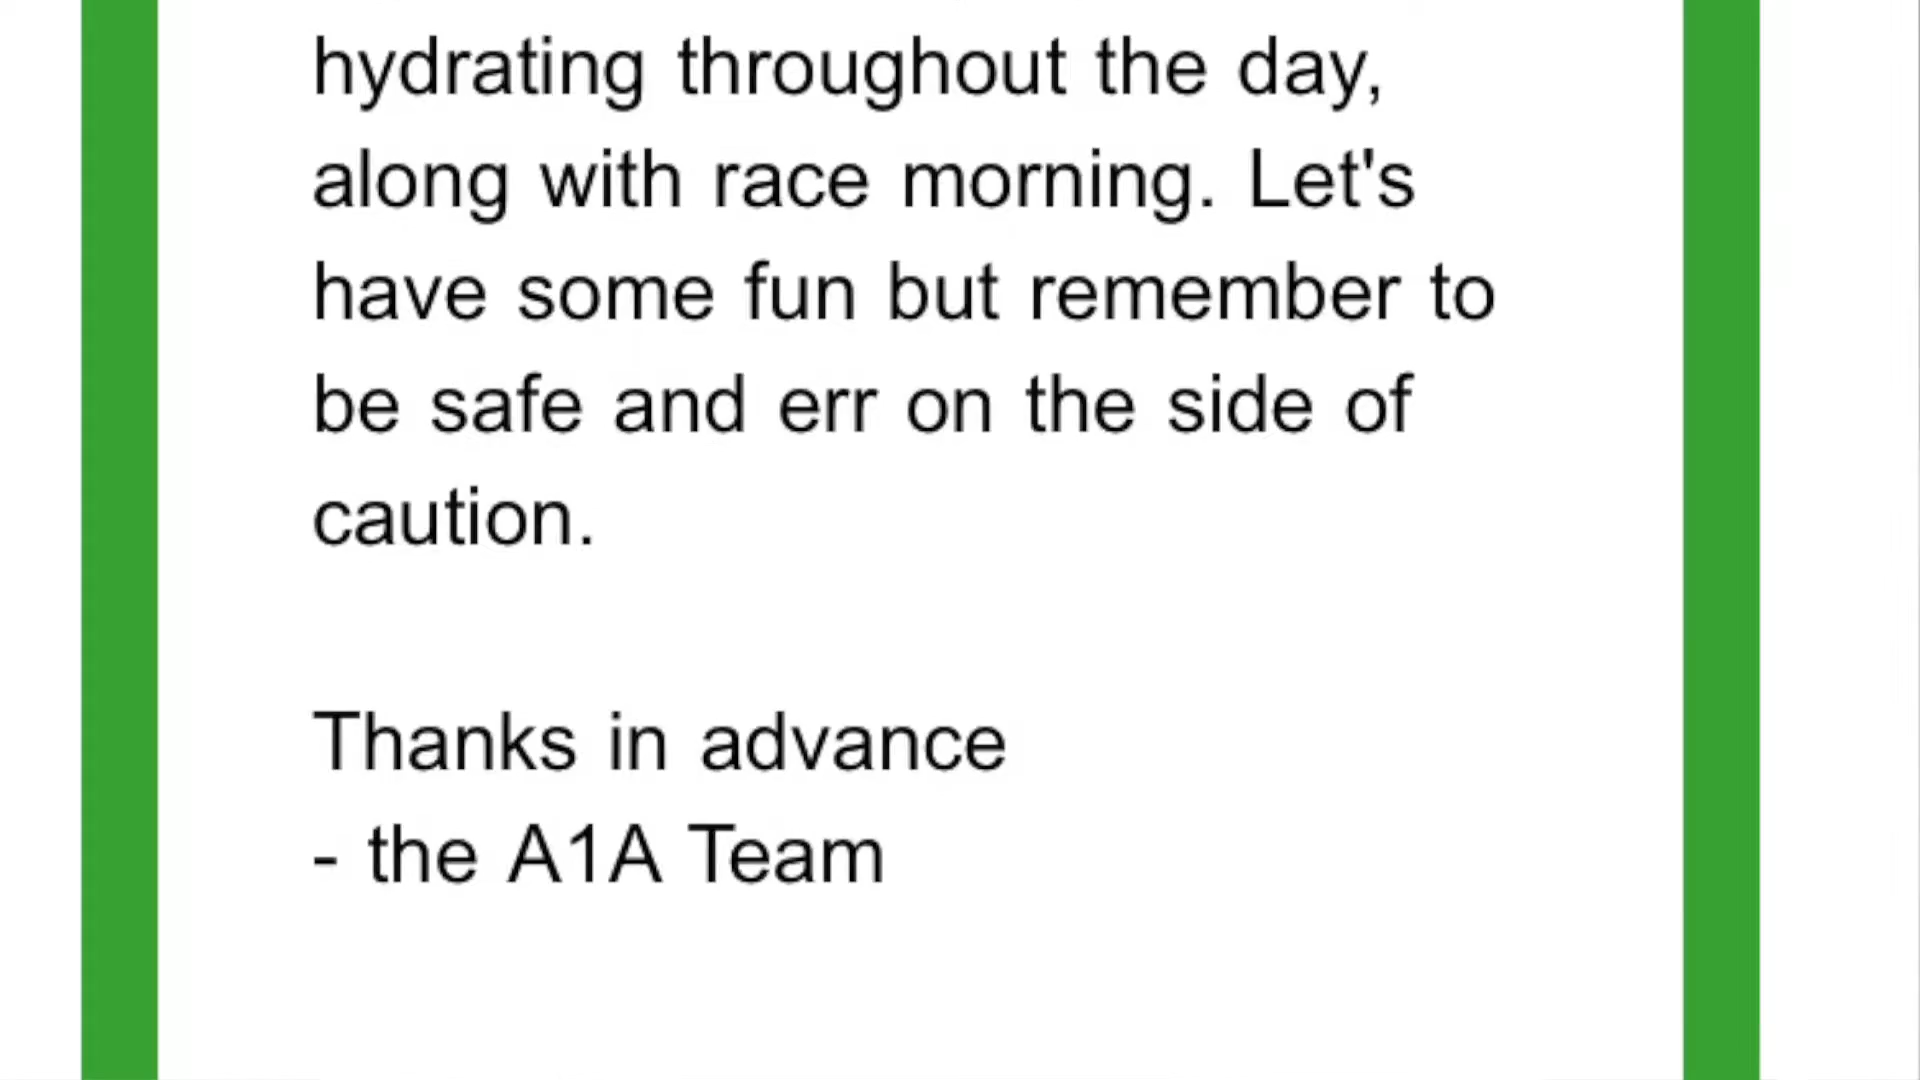 hydrating throughout the day,
along with race morning. Let's
have some fun but remember to
be safe and err on the side of
caution.
Thanks in advance
- the A1A Team